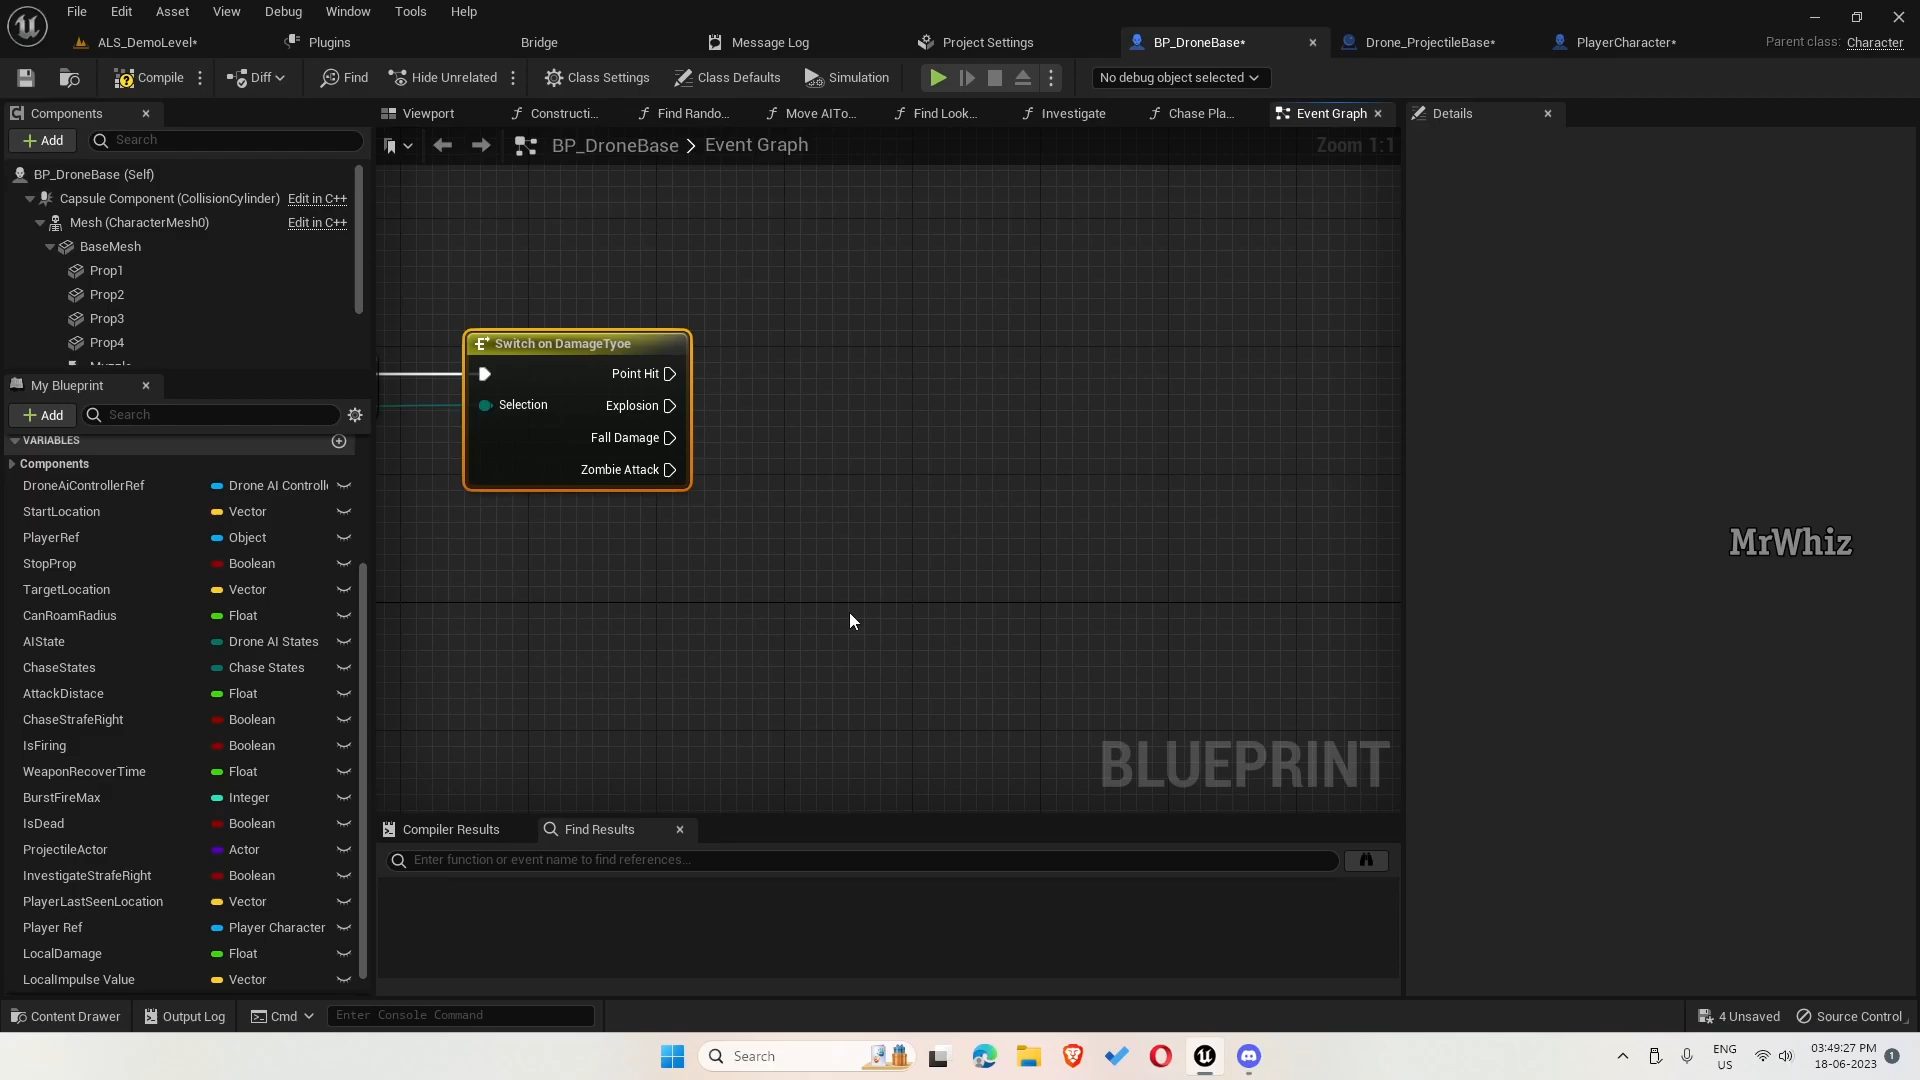 File Edit Asset View Debug Window Tools Help
ALS_DemoLevel* Plugins Bridge Message Log Project Settings BP_DroneBase* Drone_ProjectileBase* PlayerCharacter* Parent class: Character
Compile Diff Find Hide Unrelated Class Settings Class Defaults Simulation No debug object selected
Components Viewport Constructi... Find Rando... Move AITo... Find Look... Investigate Chase Pla... Event Graph Details
Add Search
BP_DroneBase > Event Graph Zoom 1:1
BP_DroneBase (Self)
Capsule Component (CollisionCylinder) Edit in C++
Mesh (CharacterMesh0) Edit in C++
BaseMesh
Prop1
Prop2
Prop3
Prop4
Switch on DamageTyoe
Point Hit
Selection Explosion
Fall Damage
Zombie Attack
My Blueprint
Add Search
VARIABLES
Components
DroneAiControllerRef Drone AI Controlle
StartLocation Vector
PlayerRef Object
StopProp Boolean
TargetLocation Vector
CanRoamRadius Float
AIState Drone AI States
ChaseStates Chase States
AttackDistace Float
ChaseStrafeRight Boolean
IsFiring Boolean
WeaponRecoverTime Float
BurstFireMax Integer
IsDead Boolean
ProjectileActor Actor
InvestigateStrafeRight Boolean
PlayerLastSeenLocation Vector
Player Ref Player Character
LocalDamage Float
LocalImpulse Value Vector
MrWhiz
BLUEPRINT
Compiler Results Find Results
Enter function or event name to find references...
Content Drawer Output Log Cmd Enter Console Command 4 Unsaved Source Control
Search
ENG
US
03:49:27 PM
18-06-2023
1